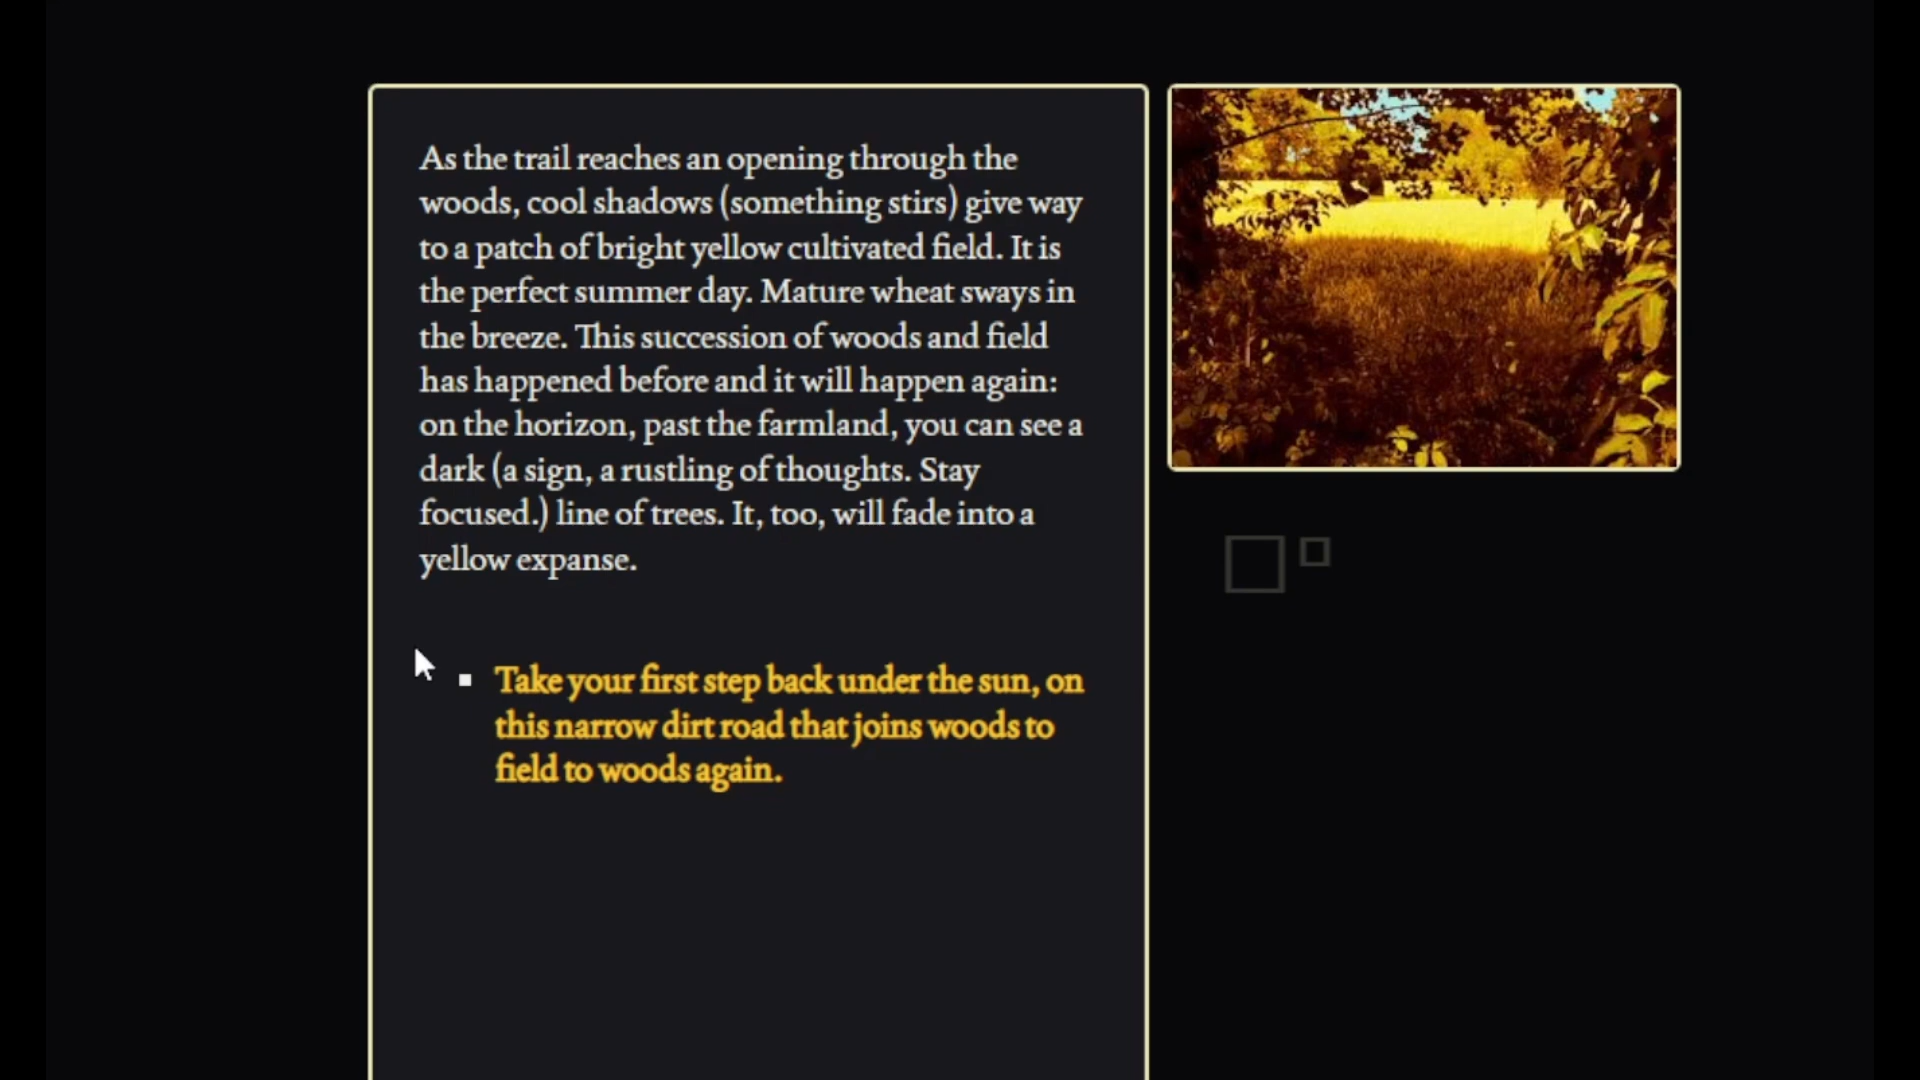 As the trail reaches an opening through the
woods, cool shadows (something stirs) give way
to a patch of bright yellow cultivated field. It is
the perfect summer day. Mature wheat sways in
the breeze. This succession of woods and field
has happened before and it will happen again:
on the horizon, past the farmland, you can see a
dark (a sign, a rustling of thoughts. Stay
focused.) line of trees. It, too, will fade into a
yellow expanse.
Take your first step back under the sun, on
this narrow dirt road that joins woods to
field to woods again.